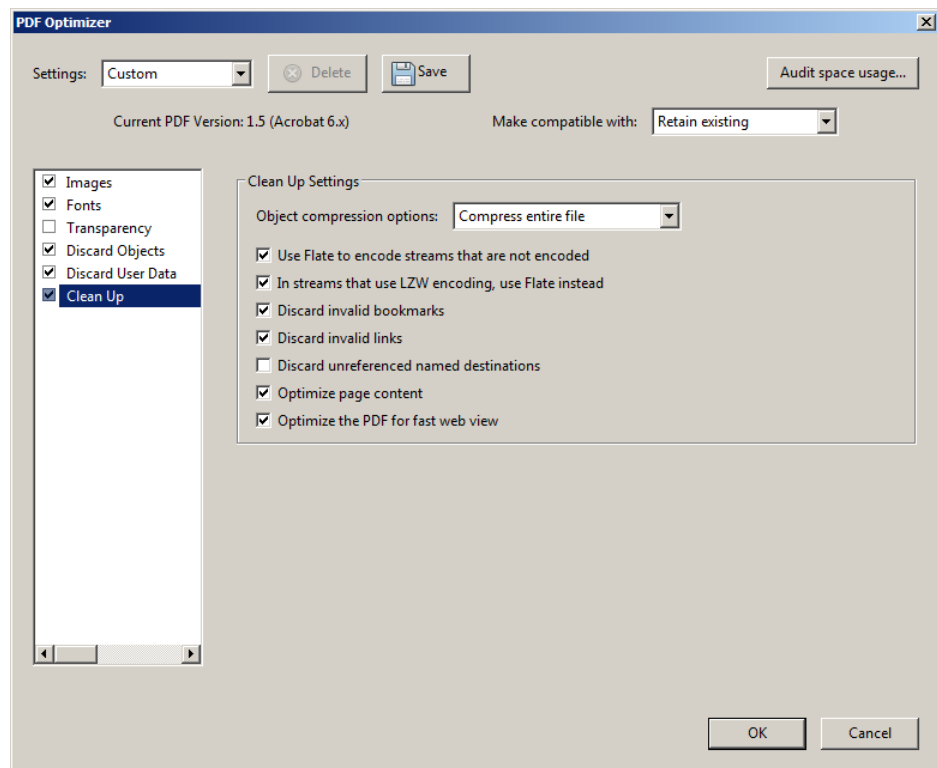 PDF Optimizer
Settings: Custom Delete Save Audit space usage...
Current PDF Version: 1.5 (Acrobat 6.x) Make compatible with: Retain existing
Images
Fonts
Transparency
Discard Objects
Discard User Data
Clean Up
Clean Up Settings
Object compression options: Compress entire file
Use Flate to encode streams that are not encoded
In streams that use LZW encoding, use Flate instead
Discard invalid bookmarks
Discard invalid links
Discard unreferenced named destinations
Optimize page content
Optimize the PDF for fast web view
OK Cancel